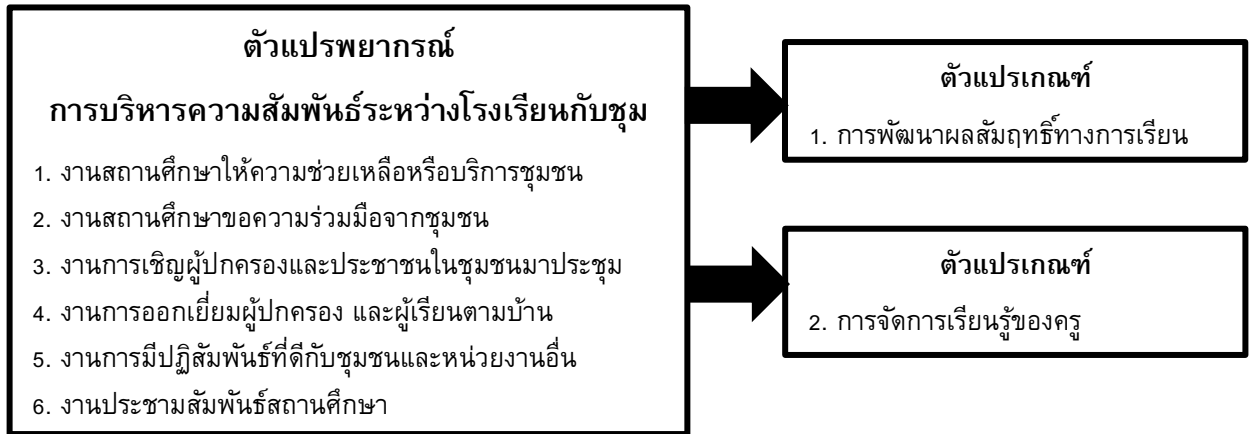 ตัวแปรพยากรณ์
การบริหารความสัมพันธ์ระหว่างโรงเรียนกับชุม
1. งานสถานศึกษาให้ความช่วยเหลือหรือบริการชุมชน
2. งานสถานศึกษาขอความร่วมมือจากชุมชน
3. งานการเชิญผู้ปกครองและประชาชนในชุมชนมาประชุม
4. งานการออกเยี่ยมผู้ปกครอง และผู้เรียนตามบ้าน
5. งานการมีปฏิสัมพันธ์ที่ดีกับชุมชนและหน่วยงานอื่น
6. งานประชามสัมพันธ์สถานศึกษา
ตัวแปรเกณฑ์
1. การพัฒนาผลสัมฤทธิ์ทางการเรียน
ตัวแปรเกณฑ์
2. การจัดการเรียนรู้ของครู